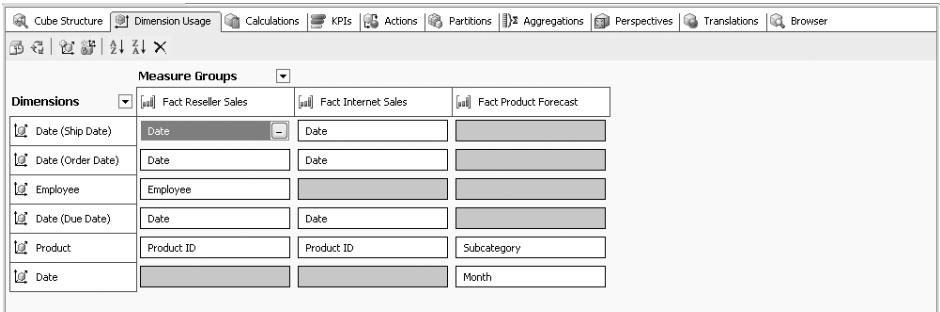 Cube Structure Dimension Usage Calculations KPIs Actions Partitions Aggregations Perspectives Translations Browser
Measure Groups
Dimensions Fact Reseller Sales Fact Internet Sales Fact Product Forecast
Date (Ship Date) Date Date
Date (Order Date) Date Date
Employee Employee
Date (Due Date) Date Date
Product Product ID Product ID Subcategory
Date Month